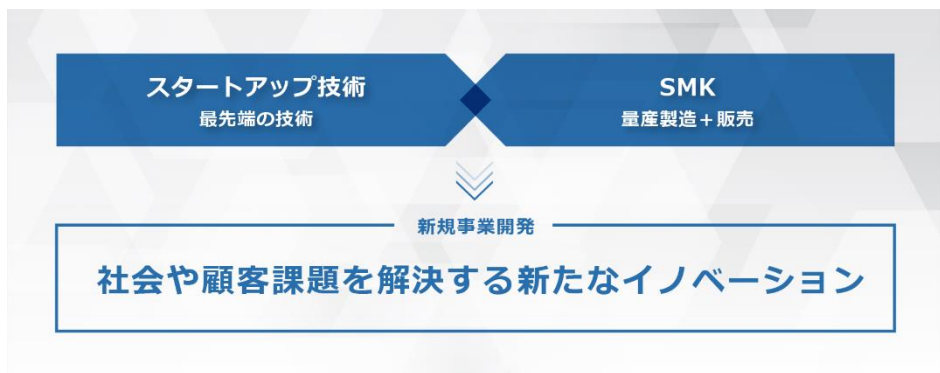 スタートアップ技術
最先端の技術
SMK
量産製造+販売
新規事業開発
社会や顧客課題を解決する新たなイノベーション